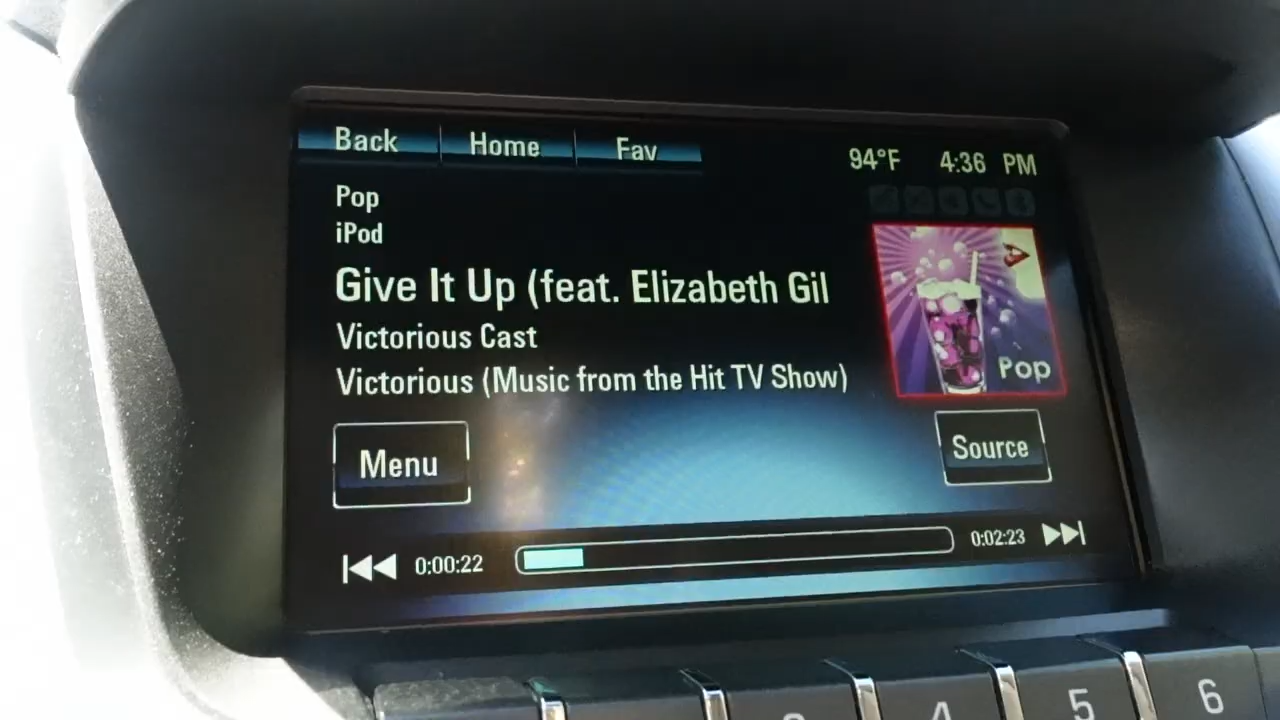 Back Home Fav 94°F 4:36 PM
Pop
iPod
Give It Up (feat. Elizabeth Gil
Victorious Cast
Victorious (Music from the Hit TV Show)
Pop
Menu
Source
0:00:22 0:02:23
4 5 6